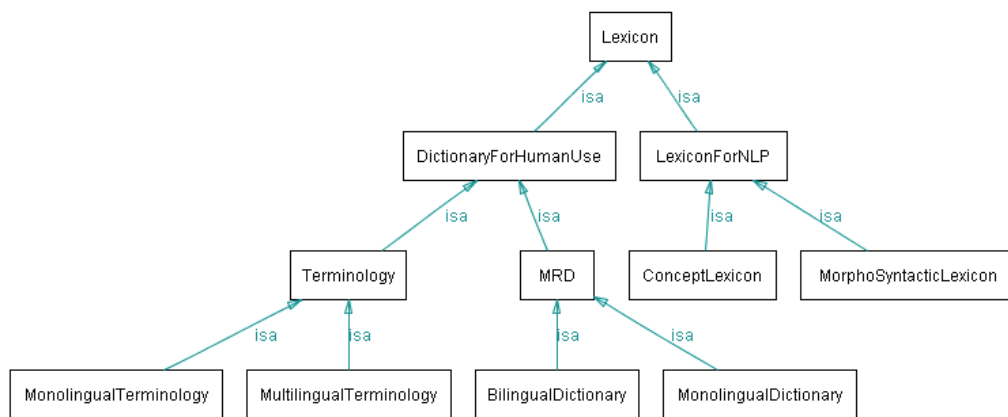 Lexicon
isa
isa
DictionaryForHumanUse
LexiconForNLP
isa
isa
isa
isa
Terminology
MRD
ConceptLexicon
MorphoSyntacticLexicon
isa
isa
isa
isa
MonolingualTerminology
MultilingualTerminology
BilingualDictionary
MonolingualDictionary